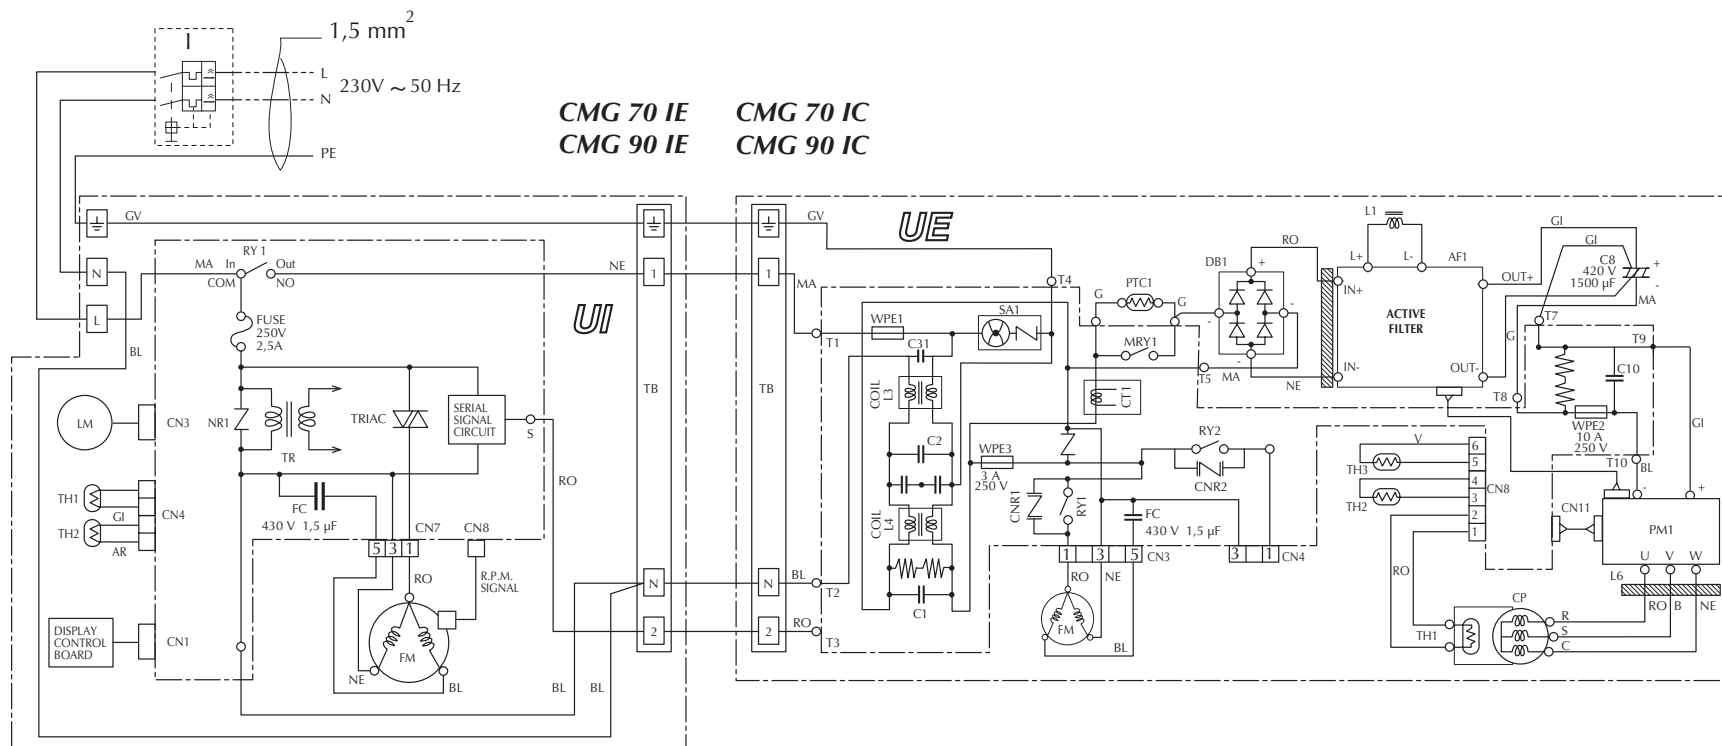 1,5 mm²
I
L
230V ~ 50 Hz
N
PE
CMG 70 IE CMG 70 IC
CMG 90 IE CMG 90 IC
GV
GV
UE
UI
N
L
BL
MA
In
RY 1
Out
COM
NO
NE
1
1
MA
FUSE
250V
2,5A
NR1
TR
TRIAC
SERIAL
SIGNAL
CIRCUIT
S
RO
TB
TB
LM
CN3
TH1
GI
TH2
AR
CN4
FC
430 V 1,5 µF
CN7
CN8
5 3 1
RO
R.P.M.
SIGNAL
FM
NE
BL
DISPLAY
CONTROL
BOARD
CN1
BL
BL
N
N
BL
2
2
RO
T1
T2
T3
WPE1
C31
SA1
T4
COIL
L3
C2
COIL
L4
C1
WPE3
3 A
250 V
G
PTC1
G
MRY1
CT1
CNR1
RY1
RY2
CNR2
FC
430 V 1,5 µF
1 3 5
CN3
3 1
CN4
RO
NE
FM
BL
DB1
+
RO
-
-
-
T5
MA
NE
L1
L+
L-
AF1
IN+
IN-
ACTIVE
FILTER
OUT+
OUT-
GI
GI
C8
420 V
1500 µF
+
-
MA
T7
G
T8
T9
C10
WPE2
10 A
250 V
T10
BL
GI
V
TH3
TH2
6
5
4
3
2
1
CN8
CN11
-
+
PM1
U V W
L6
RO B NE
RO
TH1
CP
R
S
C